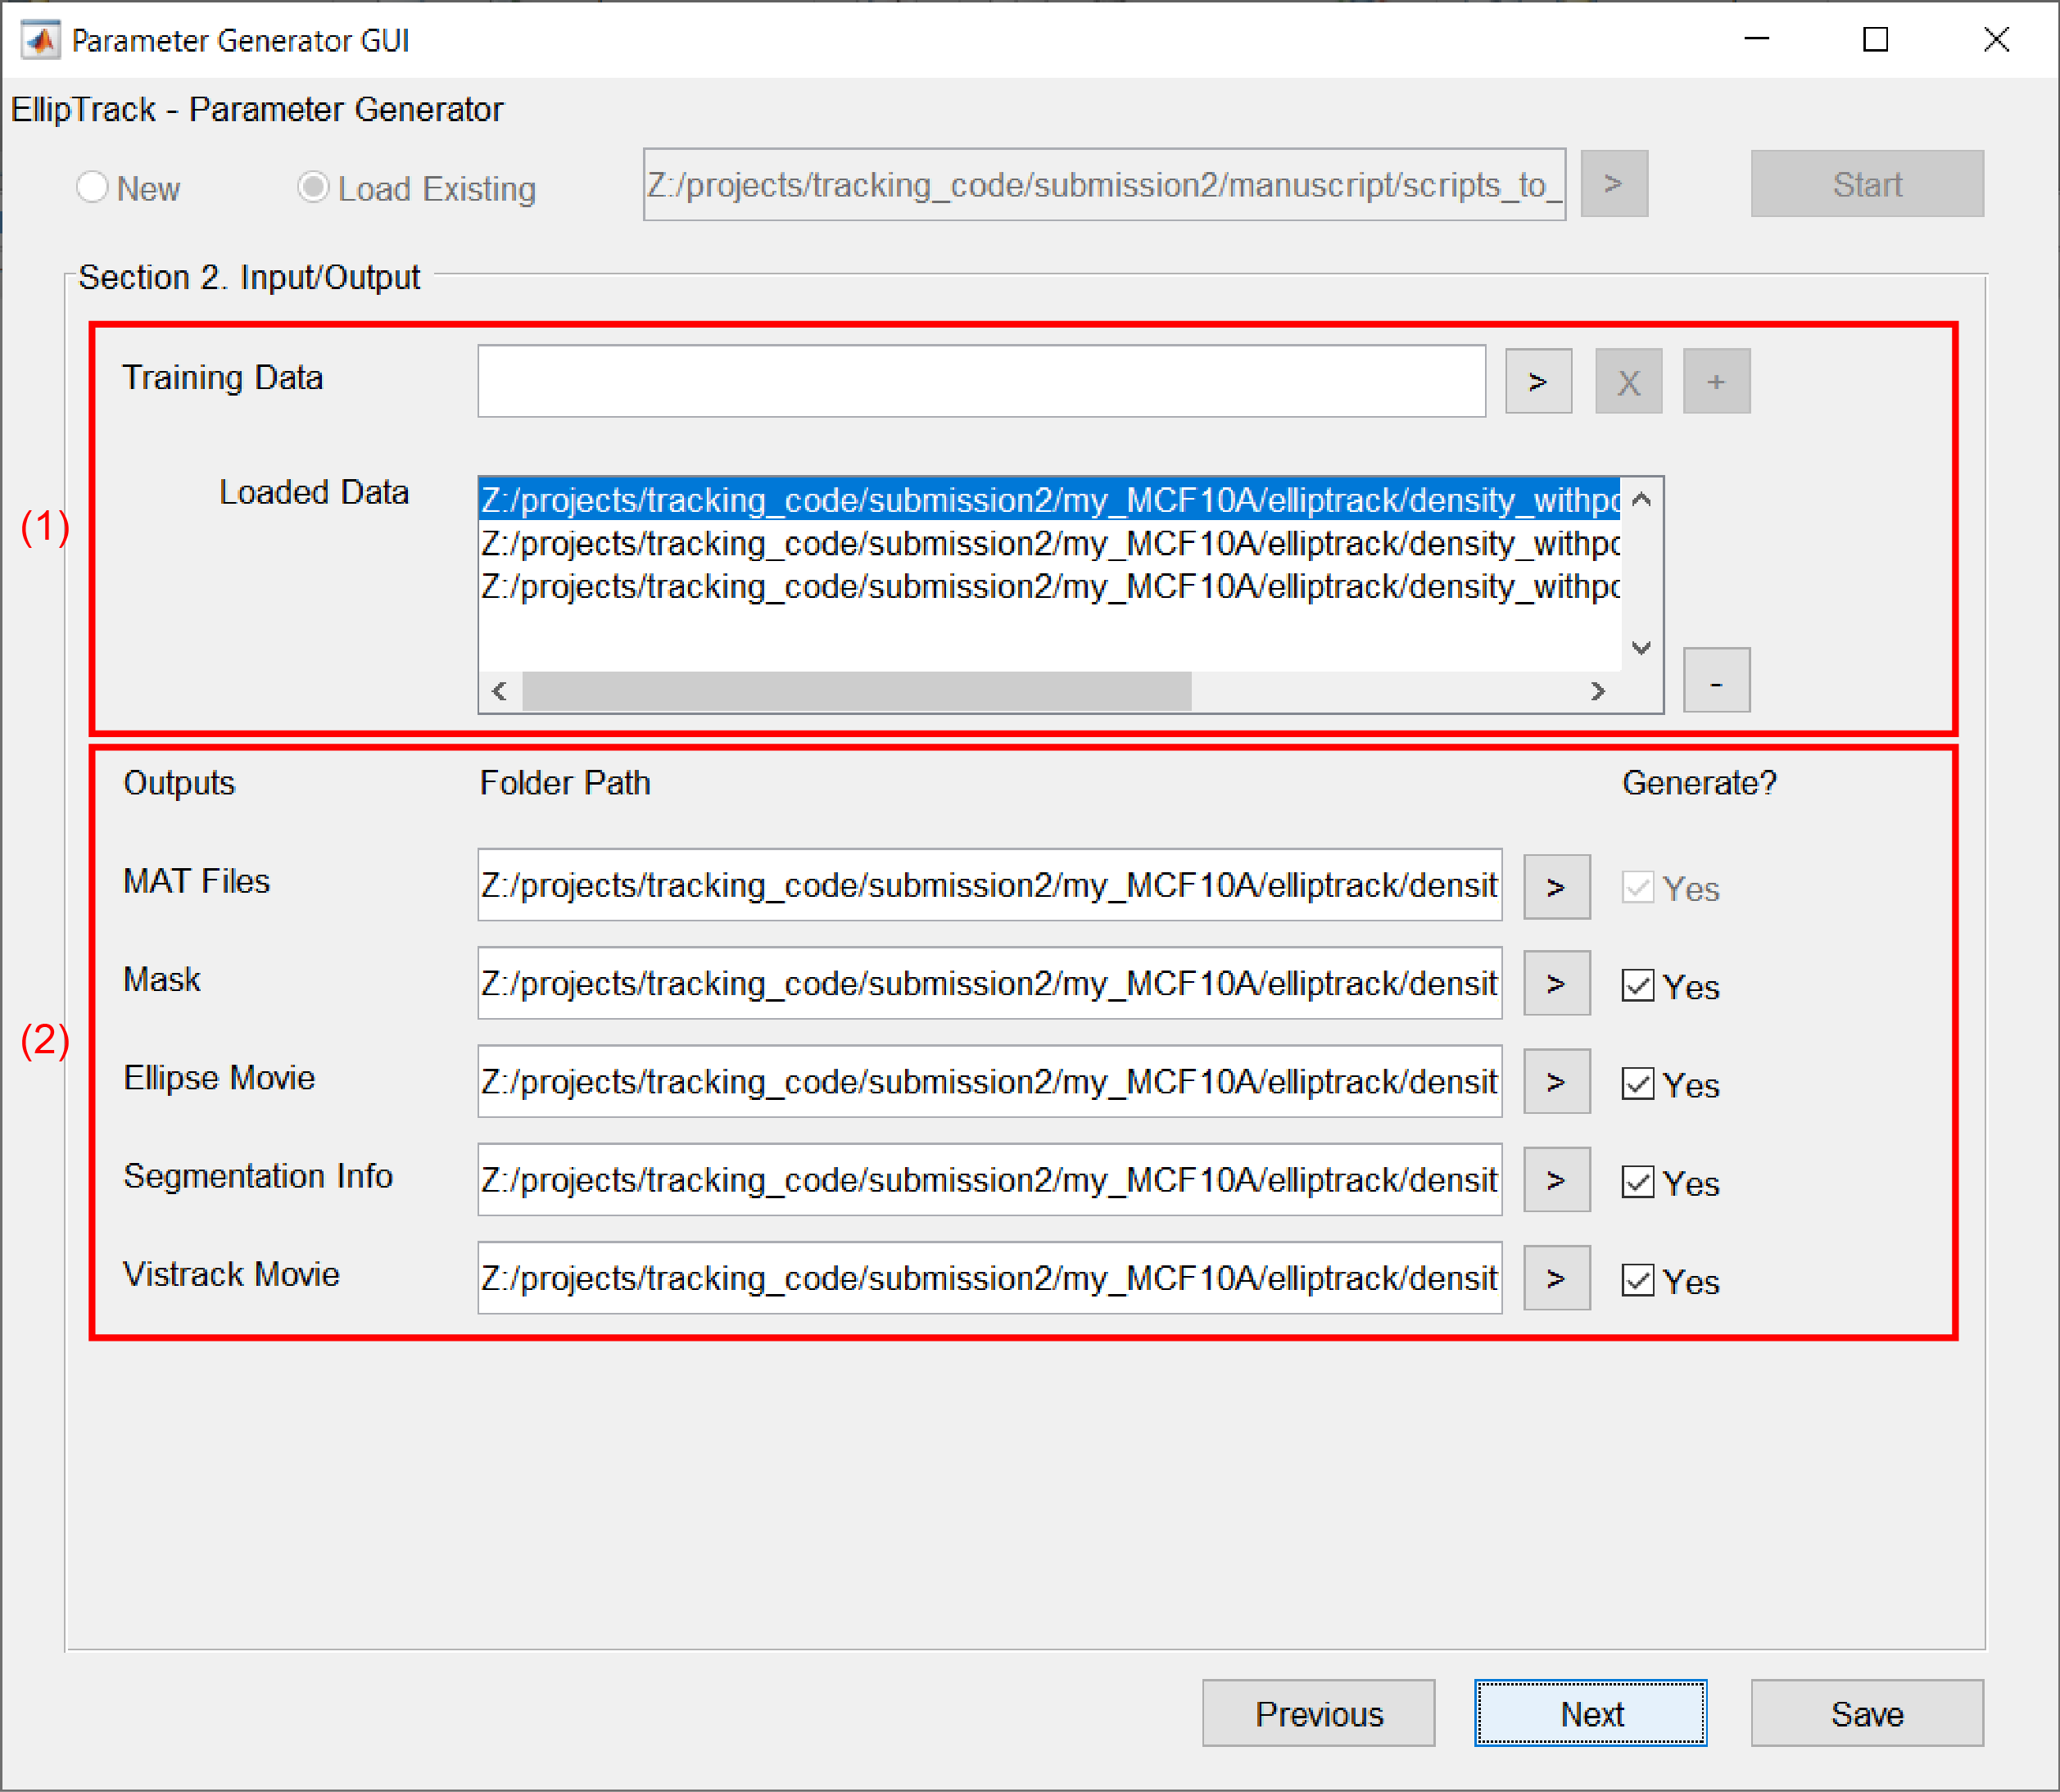 Parameter Generator GUI
EllipTrack - Parameter Generator
New Load Existing Z:/projects/tracking_code/submission2/manuscript/scripts_to_ > Start
Section 2. Input/Output
Training Data > X +
Loaded Data Z:/projects/tracking_code/submission2/my_MCF10A/elliptrack/density_withpo
Z:/projects/tracking_code/submission2/my_MCF10A/elliptrack/density_withpo
Z:/projects/tracking_code/submission2/my_MCF10A/elliptrack/density_withpo
-
(1)
Outputs Folder Path Generate?
MAT Files Z:/projects/tracking_code/submission2/my_MCF10A/elliptrack/densit > Yes
Mask Z:/projects/tracking_code/submission2/my_MCF10A/elliptrack/densit > Yes
(2)
Ellipse Movie Z:/projects/tracking_code/submission2/my_MCF10A/elliptrack/densit > Yes
Segmentation Info Z:/projects/tracking_code/submission2/my_MCF10A/elliptrack/densit > Yes
Vistrack Movie Z:/projects/tracking_code/submission2/my_MCF10A/elliptrack/densit > Yes
Previous Next Save